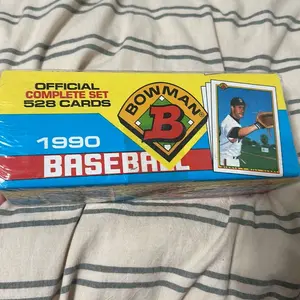 OFFICIAL
COMPLETE SET
528 CARDS
BOWMAN
B
1990
BASEBALL